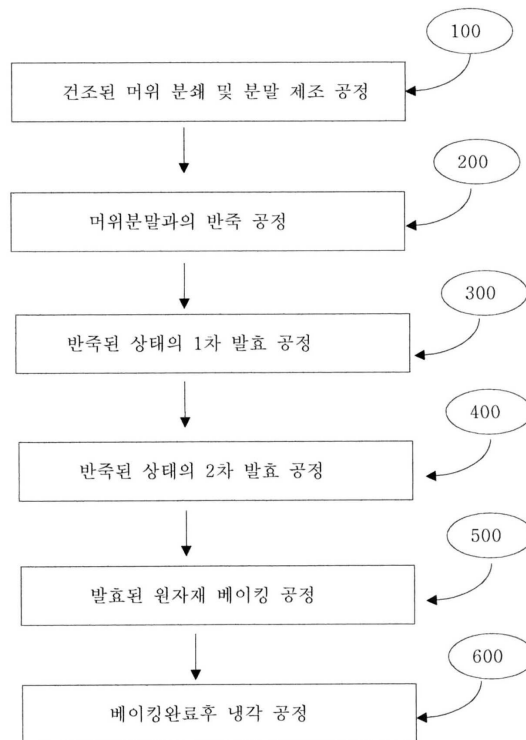 100
건조된 머위 분쇄 및 분말 제조 공정
200
머위분말과의 반죽 공정
300
반죽된 상태의 1차 발효 공정
400
반죽된 상태의 2차 발효 공정
500
발효된 원자재 베이킹 공정
600
베이킹완료후 냉각 공정